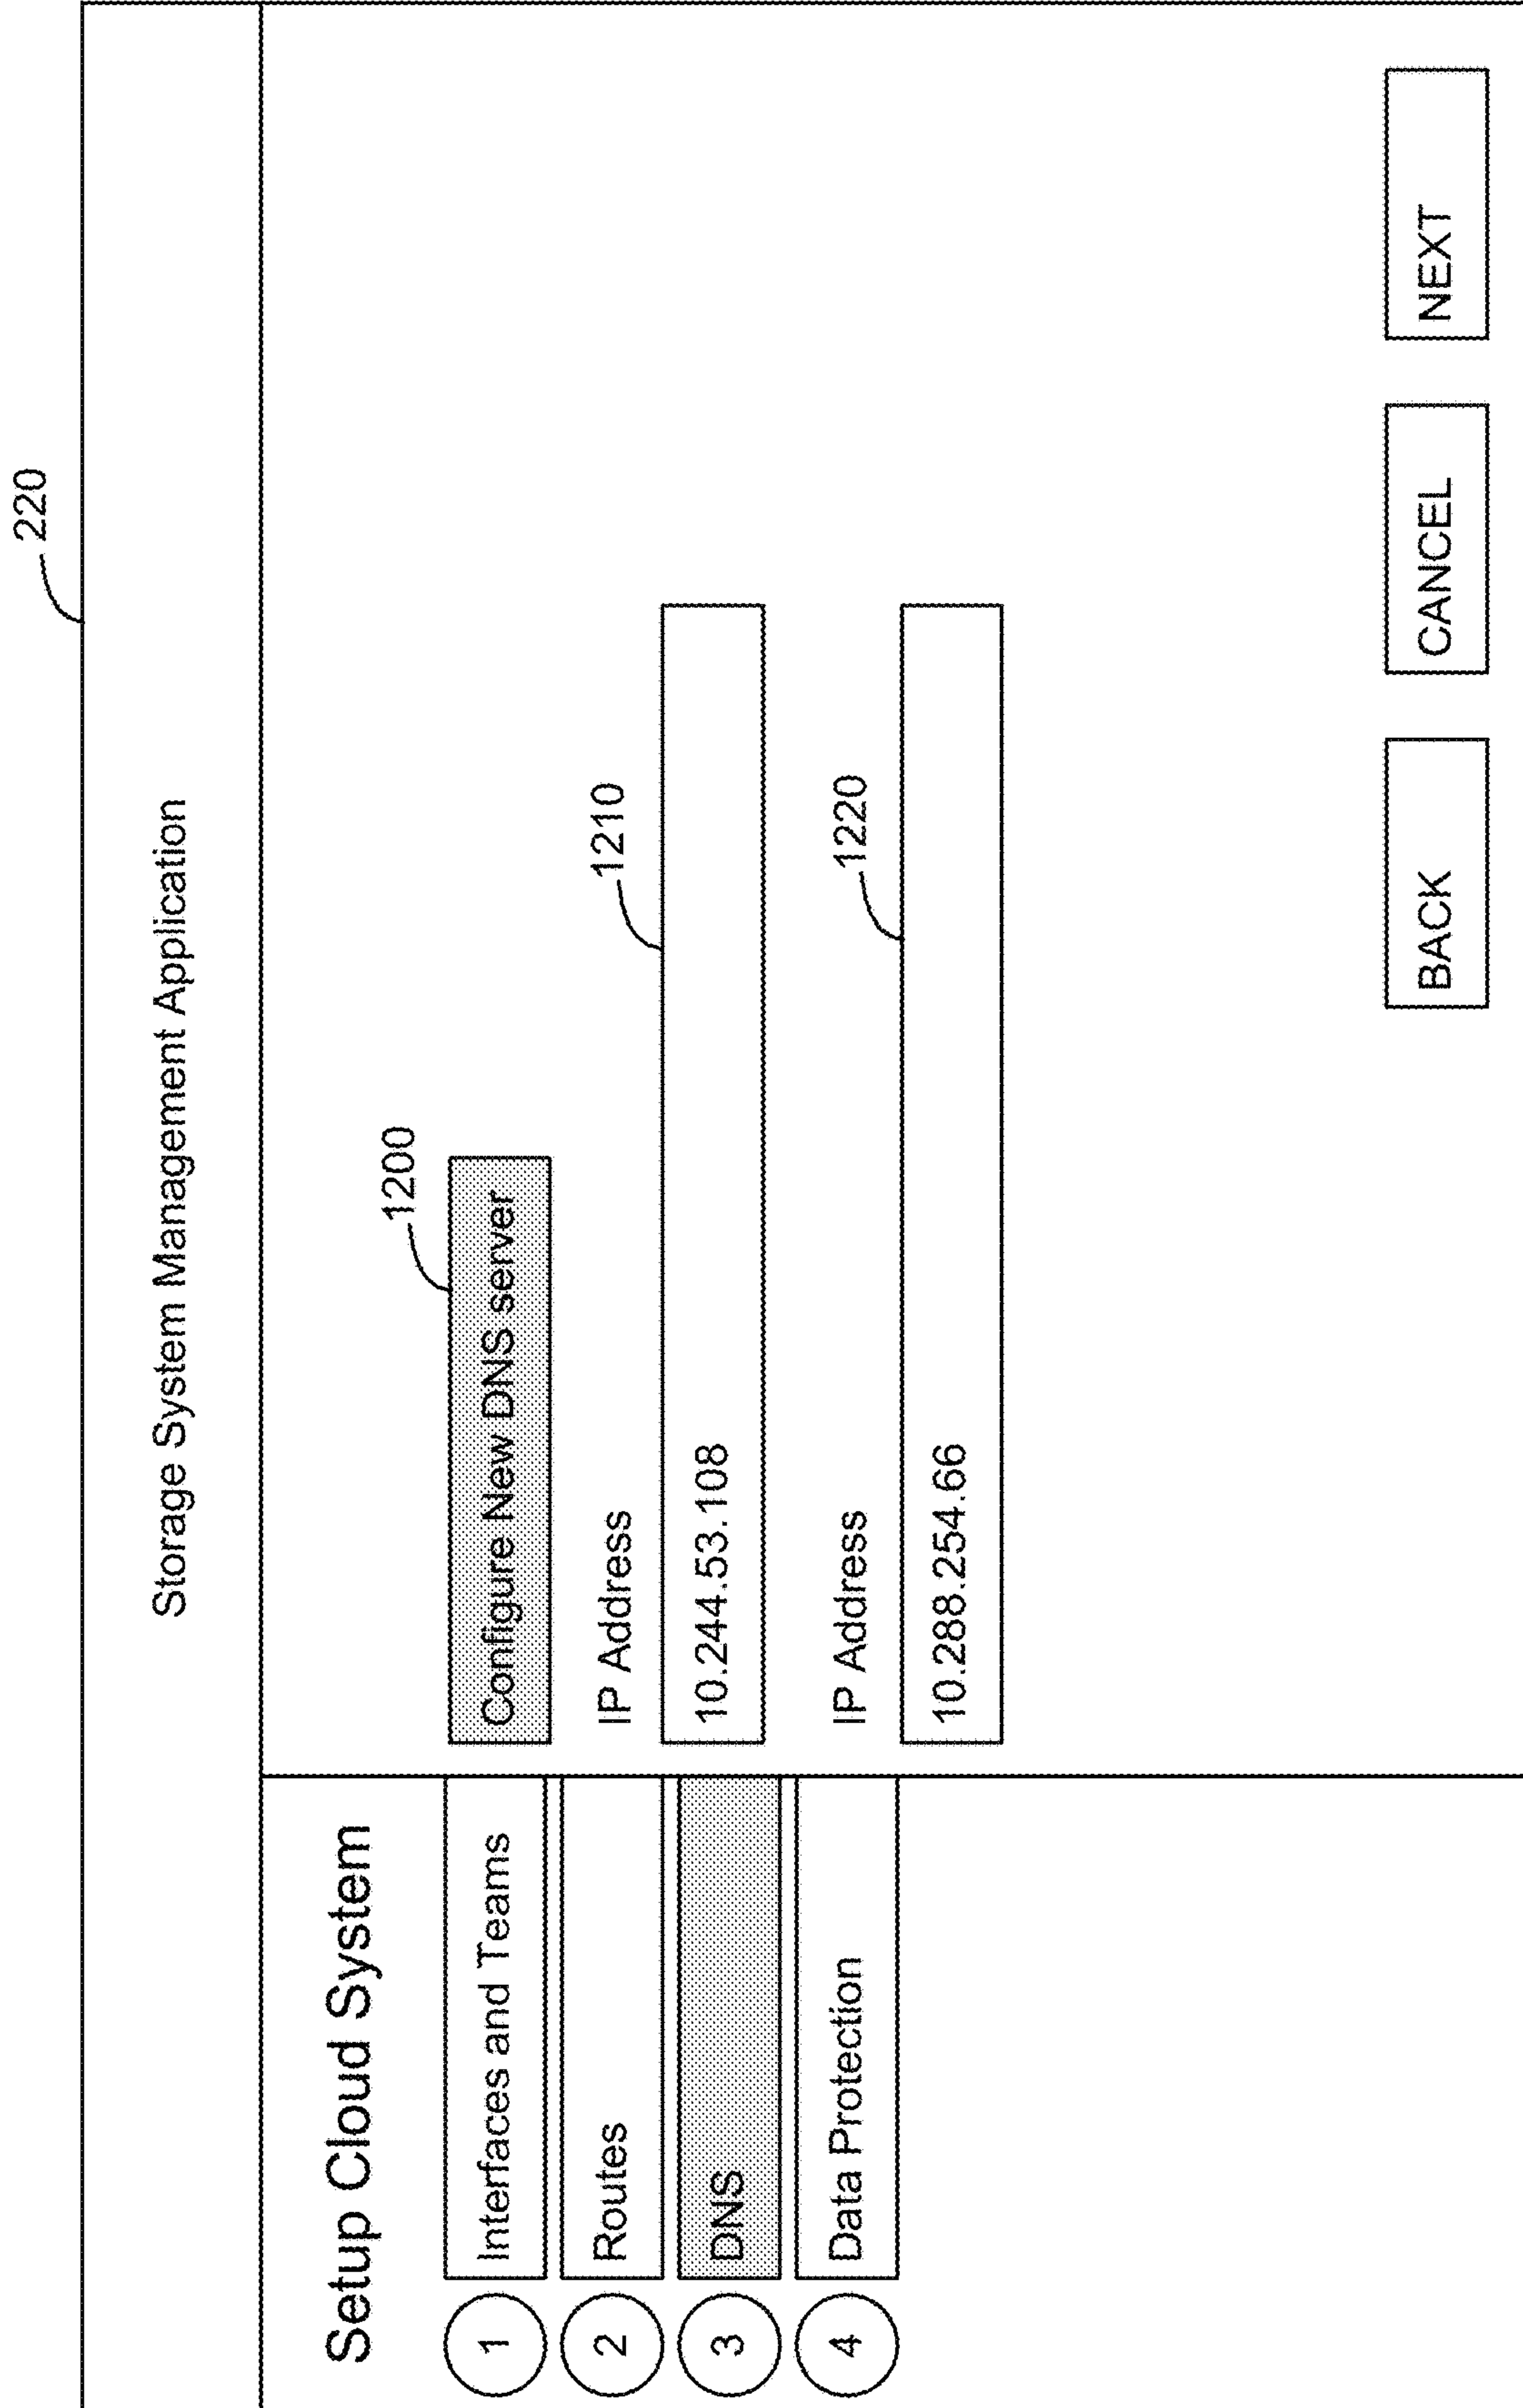 220
Storage System Management Application
Setup Cloud System
1 Interfaces and Teams
2 Routes
3 DNS
4 Data Protection
1200
Configure New DNS server
IP Address
1210
10.244.53.108
IP Address
1220
10.288.254.66
BACK
CANCEL
NEXT